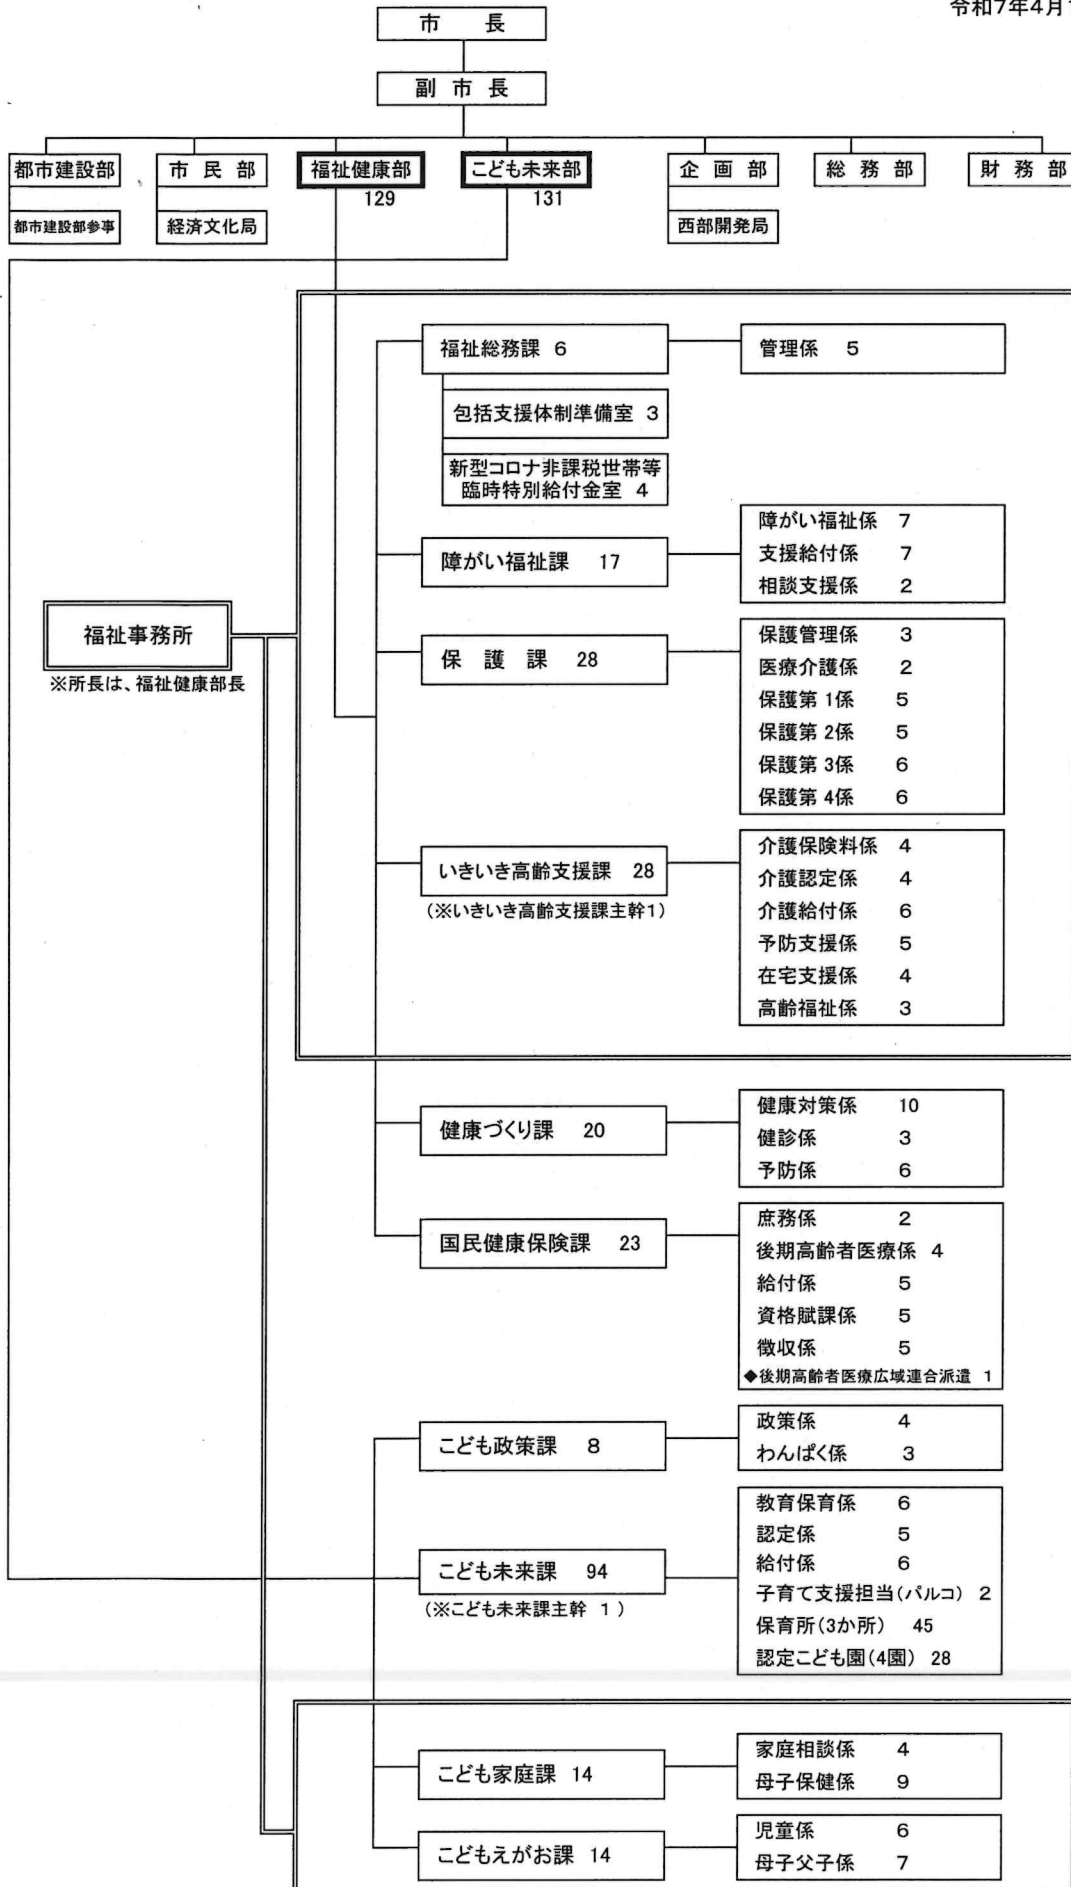 令和7年4月1
市　長
副 市 長
都市建設部
市 民 部
福祉健康部
こども未来部
企 画 部
総 務 部
財 務 部
129
131
都市建設部参事
経済文化局
西部開発局
福祉総務課 6
管理係 5
包括支援体制準備室 3
新型コロナ非課税世帯等
臨時特別給付金室 4
障がい福祉課 17
障がい福祉係 7
支援給付係 7
相談支援係 2
福祉事務所
※所長は、福祉健康部長
保 護 課 28
保護管理係 3
医療介護係 2
保護第 1係 5
保護第 2係 5
保護第 3係 6
保護第 4係 6
いきいき高齢支援課 28
(※いきいき高齢支援課主幹1)
介護保険料係 4
介護認定係 4
介護給付係 6
予防支援係 5
在宅支援係 4
高齢福祉係 3
健康づくり課 20
健康対策係 10
健診係 3
予防係 6
国民健康保険課 23
庶務係 2
後期高齢者医療係 4
給付係 5
資格賦課係 5
徴収係 5
◆後期高齢者医療広域連合派遣 1
こども政策課 8
政策係 4
わんぱく係 3
こども未来課 94
(※こども未来課主幹 1 )
教育保育係 6
認定係 5
給付係 6
子育て支援担当(パルコ) 2
保育所(3か所) 45
認定こども園(4園) 28
こども家庭課 14
家庭相談係 4
母子保健係 9
こどもえがお課 14
児童係 6
母子父子係 7